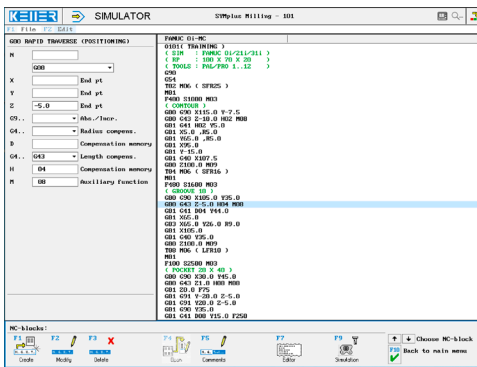 KELLER SIMULATOR SYMplus Milling - 101
F1 File F2 Edit
G00 RAPID TRAVERSE (POSITIONING)
N
G00
X End pt
Y End pt
Z -5.0 End pt
G9.. Abs./Incr.
G4.. Radius compens.
D Compensation memory
G4.. G43 Length compens.
H 04 Compensation memory
M 08 Auxiliary function
FANUC 0i-MC
O101( TRAINING )
( SIM : FANUC 0i/21i/31i )
( RP : 100 X 70 X 20 )
( TOOLS : PAL/PRO 1..12 )
G90
G54
T02 M06 ( SFR25 )
M01
F400 S1000 M03
( CONTOUR )
G00 G90 X115.0 Y-7.5
G00 G43 Z-10.0 H02 M08
G01 G41 H02 Y5.0
G01 X5.0 ,R5.0
G01 Y65.0 ,R5.0
G01 X95.0
G01 Y-15.0
G01 G40 X107.5
G00 Z100.0 M09
T04 M06 ( SFR16 )
M01
F480 S1600 M03
( GROOVE 18 )
G00 G90 X105.0 Y35.0
G00 G43 Z-5.0 H04 M08
G01 G41 D04 Y44.0
G01 X65.0
G03 X65.0 Y26.0 R9.0
G01 X105.0
G01 G40 Y35.0
G00 Z100.0 M09
T08 M06 ( LFR10 )
M01
F100 S2500 M03
( POCKET 20 X 40 )
G00 G90 X30.0 Y45.0
G00 G43 Z1.0 H08 M08
G01 Z0.0 F75
G01 G91 Y-20.0 Z-5.0
G01 G91 Y20.0 Z-5.0
G01 G90 Y35.0
G01 G41 D08 Y15.0 F250
NC-blocks:
F1 Create
F2 Modify
F3 Delete
F4
F5 Comments
F7 Editor
F9 Simulation
Choose NC-block
F10 Back to main menu